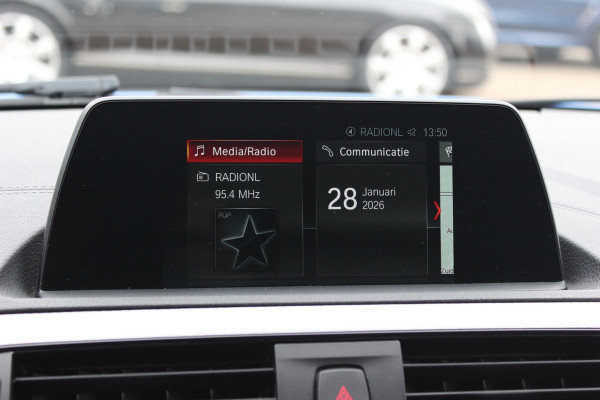 RADIONL 13:50
Media/Radio
Communicatie
RADIONL
95.4 MHz
POP
28 Januari
2026